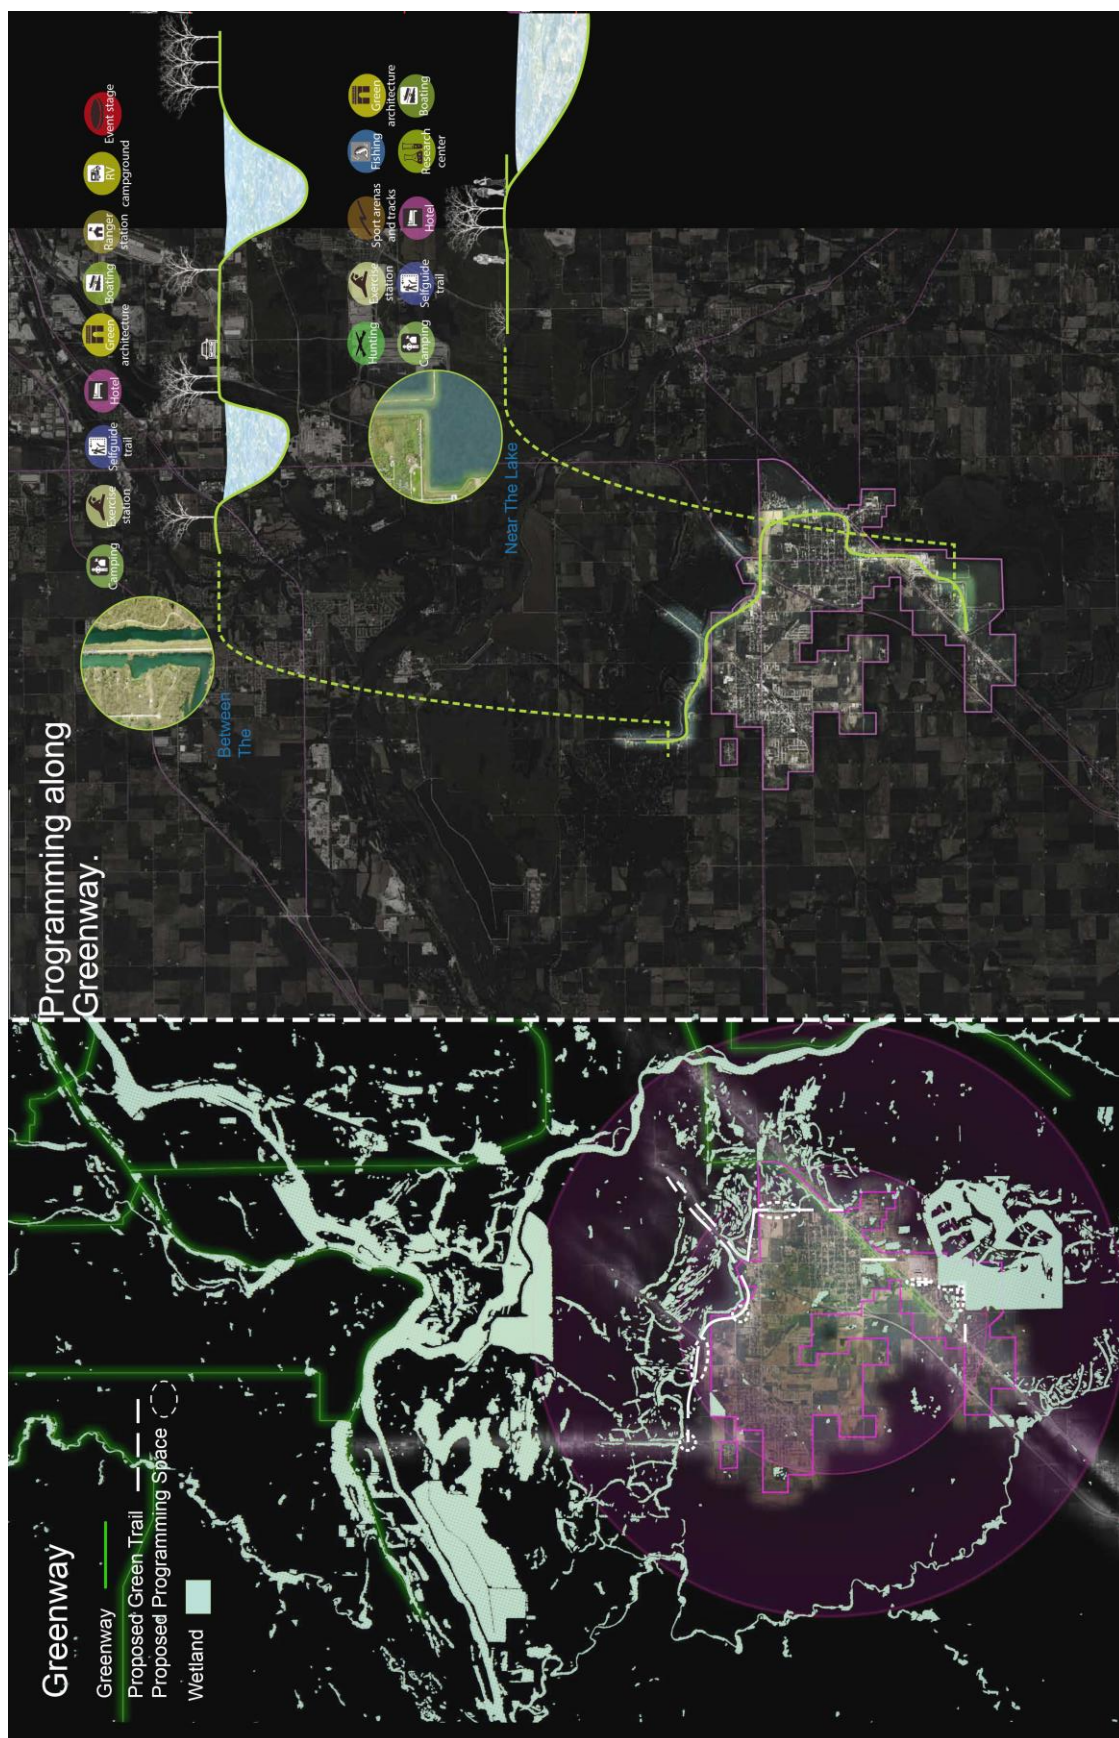 Greenway
Greenway
Proposed Green Trail
Proposed Programming Space
Wetland
Programming along
Greenway.
Between
The
Camping
Exercise
station
Selfguide
trail
Hotel
Green
architecture
Boating
Ranger
station
RV
campground
Event stage
Near The Lake
Hunting
Exercise
station
Sport arenas
and tracks
Fishing
Green
architecture
Camping
Selfguide
trail
Hotel
Research
center
Boating